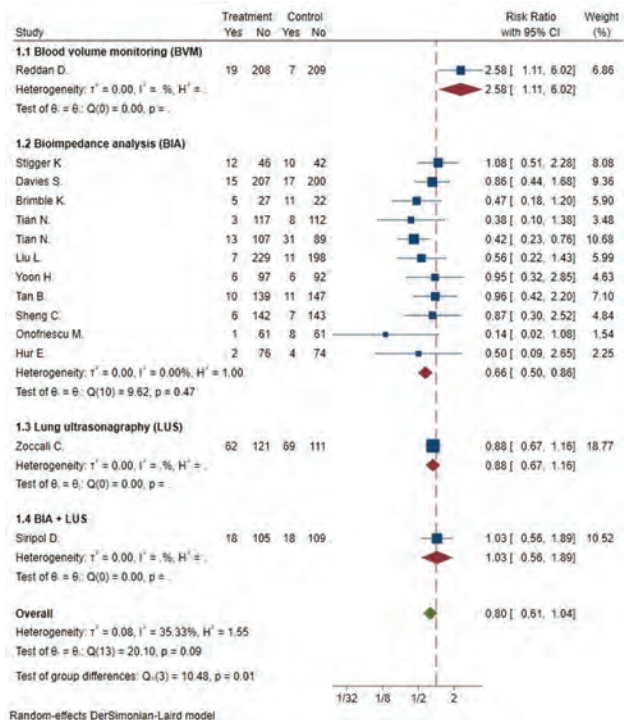 Treatment Control Risk Ratio Weight
Study Yes No Yes No with 95% CI (%)
1.1 Blood volume monitoring (BVM)
Reddan D. 19 208 7 209 2.58 [ 1.11, 6.02] 6.86
Heterogeneity: τ² = 0.00, I² = .%, H² = . 2.58 [ 1.11, 6.02]
Test of θᵢ = θⱼ: Q(0) = 0.00, p = .
1.2 Bioimpedance analysis (BIA)
Stigger K. 12 46 10 42 1.08 [ 0.51, 2.28] 8.08
Davies S. 15 207 17 200 0.86 [ 0.44, 1.68] 9.36
Brimble K. 5 27 11 22 0.47 [ 0.18, 1.20] 5.90
Tian N. 3 117 8 112 0.38 [ 0.10, 1.38] 3.48
Tian N. 13 107 31 89 0.42 [ 0.23, 0.76] 10.68
Liu L. 7 229 11 198 0.56 [ 0.22, 1.43] 5.99
Yoon H. 6 97 6 92 0.95 [ 0.32, 2.85] 4.63
Tan B. 10 139 11 147 0.96 [ 0.42, 2.20] 7.10
Sheng C. 6 142 7 143 0.87 [ 0.30, 2.52] 4.84
Onofriescu M. 1 61 8 61 0.14 [ 0.02, 1.08] 1.54
Hur E. 2 76 4 74 0.50 [ 0.09, 2.65] 2.25
Heterogeneity: τ² = 0.00, I² = 0.00%, H² = 1.00 0.66 [ 0.50, 0.86]
Test of θᵢ = θⱼ: Q(10) = 9.62, p = 0.47
1.3 Lung ultrasonagraphy (LUS)
Zoccali C. 62 121 69 111 0.88 [ 0.67, 1.16] 18.77
Heterogeneity: τ² = 0.00, I² = .%, H² = . 0.88 [ 0.67, 1.16]
Test of θᵢ = θⱼ: Q(0) = 0.00, p = .
1.4 BIA + LUS
Siripol D. 18 105 18 109 1.03 [ 0.56, 1.89] 10.52
Heterogeneity: τ² = 0.00, I² = .%, H² = . 1.03 [ 0.56, 1.89]
Test of θᵢ = θⱼ: Q(0) = 0.00, p = .
Overall 0.80 [ 0.61, 1.04]
Heterogeneity: τ² = 0.08, I² = 35.33%, H² = 1.55
Test of θᵢ = θⱼ: Q(13) = 20.10, p = 0.09
Test of group differences: Qᵦ(3) = 10.48, p = 0.01
1/32 1/8 1/2 2
Random-effects DerSimonian-Laird model